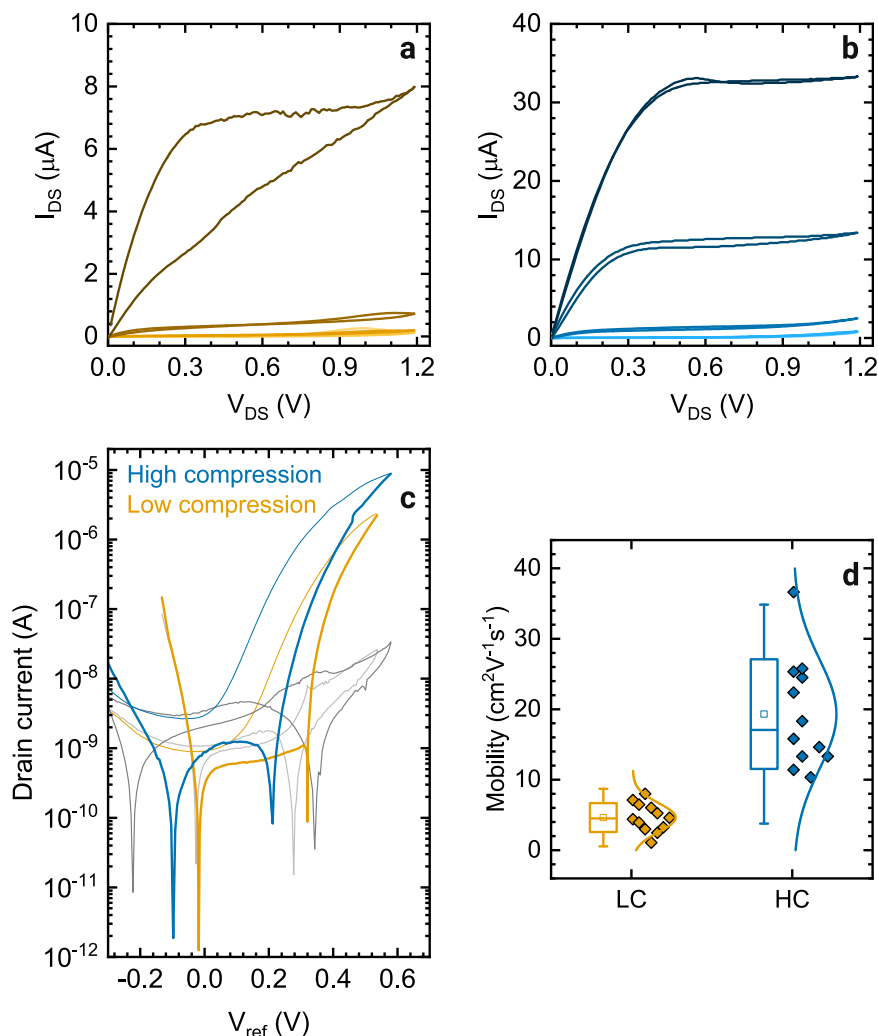 a
10
8
6
4
2
0
I_DS (μA)
0.0 0.3 0.6 0.9 1.2
V_DS (V)
b
40
30
20
10
0
I_DS (μA)
0.0 0.3 0.6 0.9 1.2
V_DS (V)
c
High compression
Low compression
10⁻⁵
10⁻⁶
10⁻⁷
10⁻⁸
10⁻⁹
10⁻¹⁰
10⁻¹¹
10⁻¹²
Drain current (A)
-0.2 0.0 0.2 0.4 0.6
V_ref (V)
d
40
30
20
10
0
Mobility (cm²V⁻¹s⁻¹)
LC HC